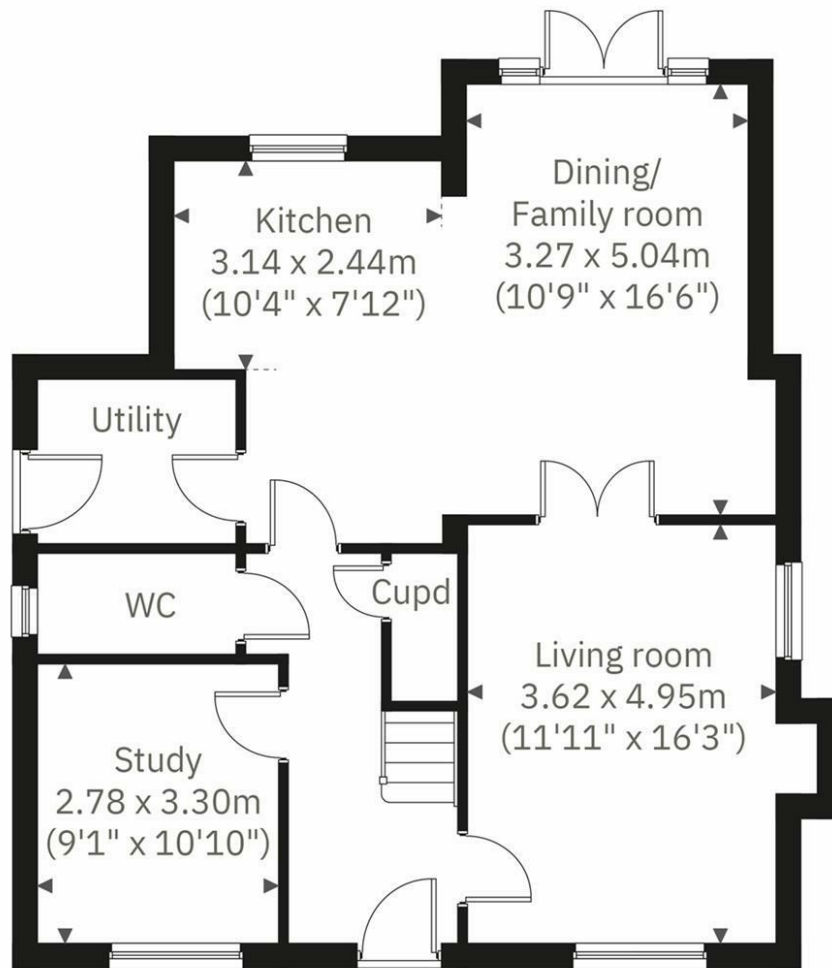 Dining/
Family room
3.27 x 5.04m
(10'9" x 16'6")
Kitchen
3.14 x 2.44m
(10'4" x 7'12")
Utility
WC
Cupd
Living room
3.62 x 4.95m
(11'11" x 16'3")
Study
2.78 x 3.30m
(9'1" x 10'10")